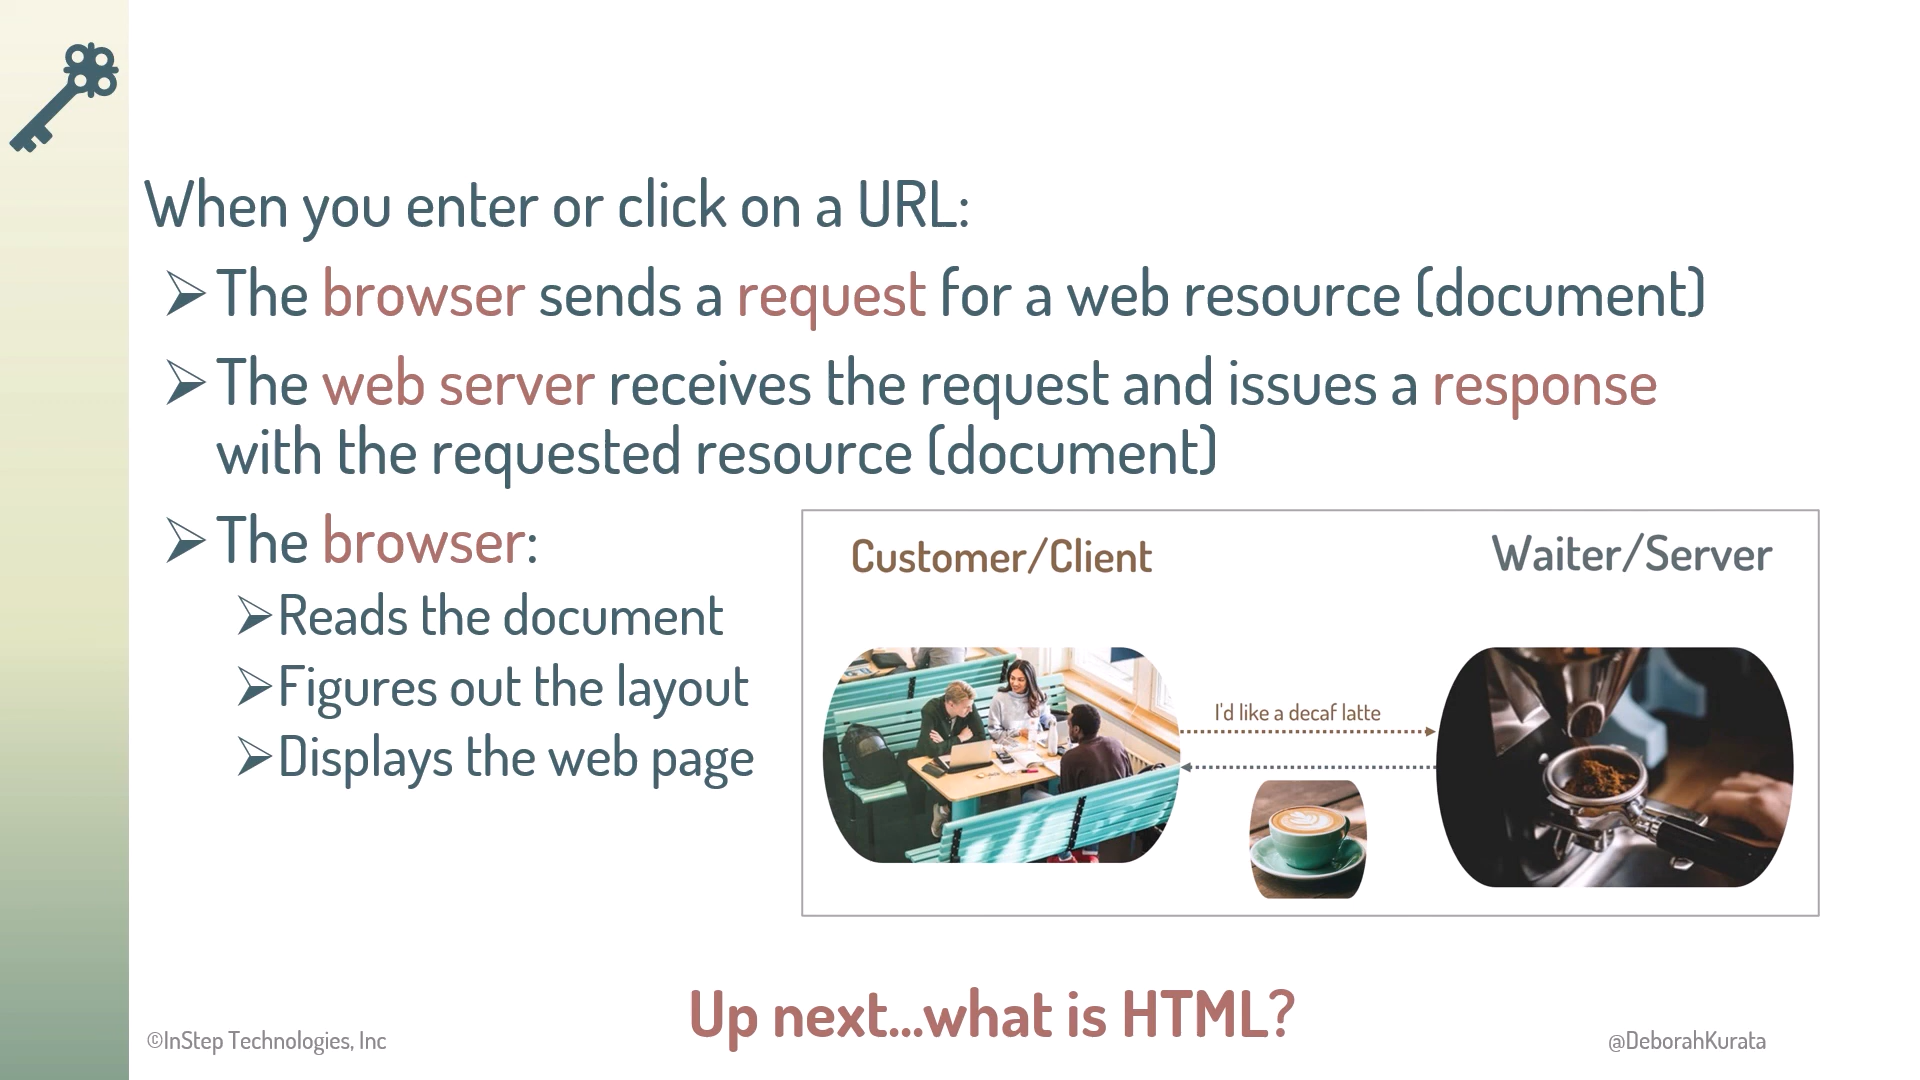 When you enter or click on a URL:
The browser sends a request for a web resource (document)
The web server receives the request and issues a response
with the requested resource (document)
The browser:
Reads the document
Figures out the layout
Displays the web page
Customer/Client
Waiter/Server
I'd like a decaf latte
Up next...what is HTML?
©InStep Technologies, Inc
@DeborahKurata